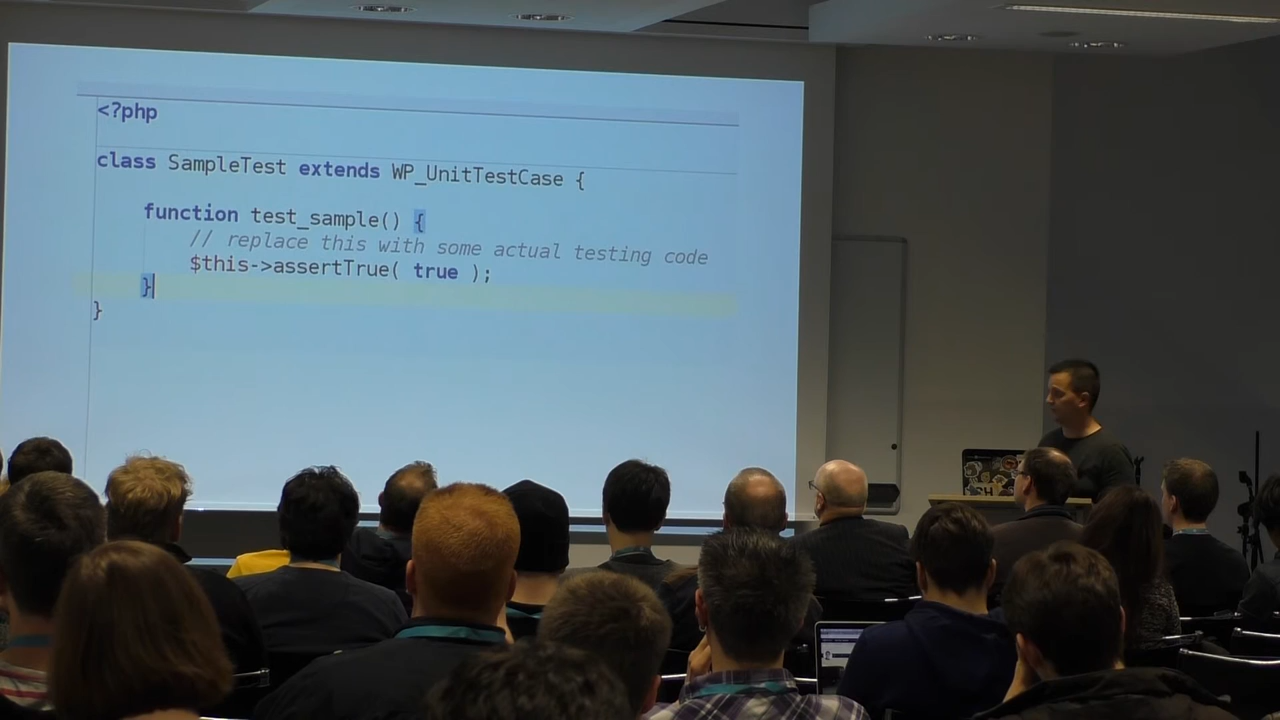 <?php
class SampleTest extends WP_UnitTestCase {
function test_sample() {
// replace this with some actual testing code
$this->assertTrue( true );
}
}